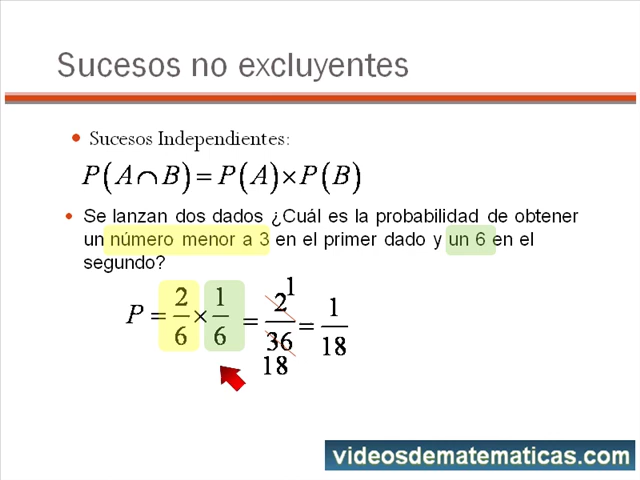 Sucesos no excluyentes
• Sucesos Independientes:
P(A∩B)=P(A)×P(B)
• Se lanzan dos dados ¿Cuál es la probabilidad de obtener
un número menor a 3 en el primer dado y un 6 en el
segundo?
P = 2/6 × 1/6 = 2/36 = 1/18
1
18
videosdematematicas.com